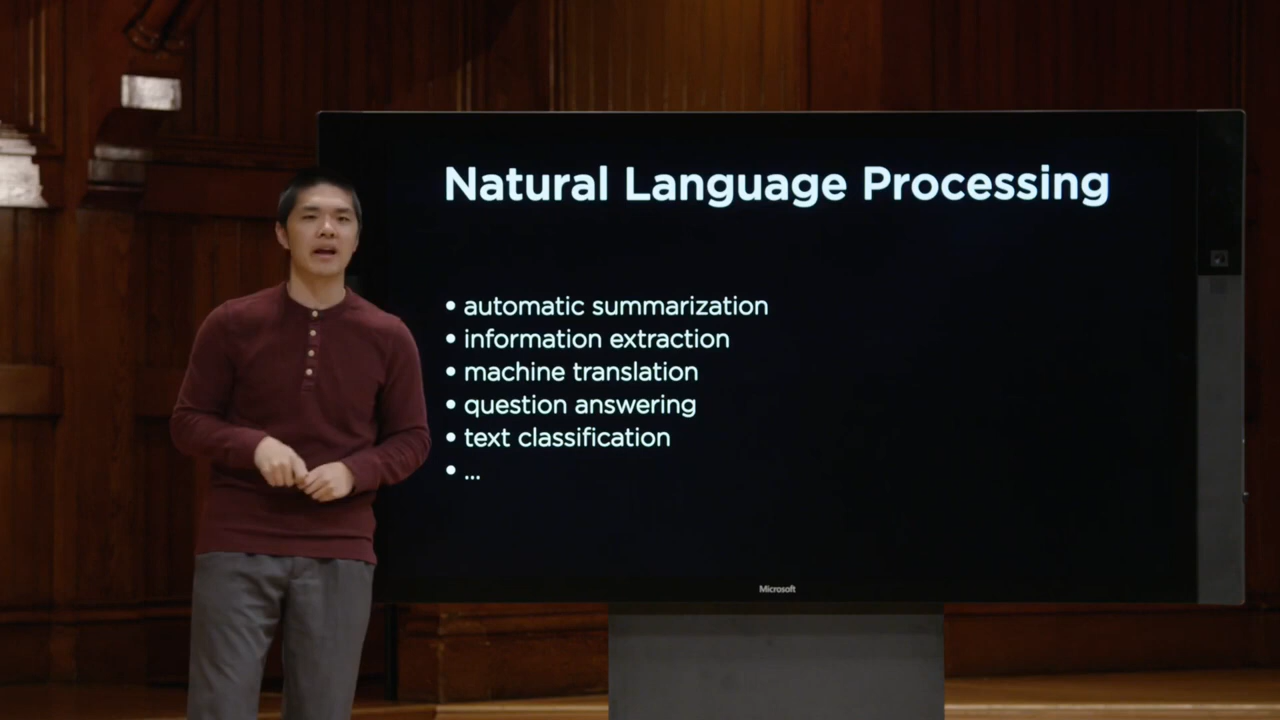 Natural Language Processing
• automatic summarization
• information extraction
• machine translation
• question answering
• text classification
• ...
Microsoft